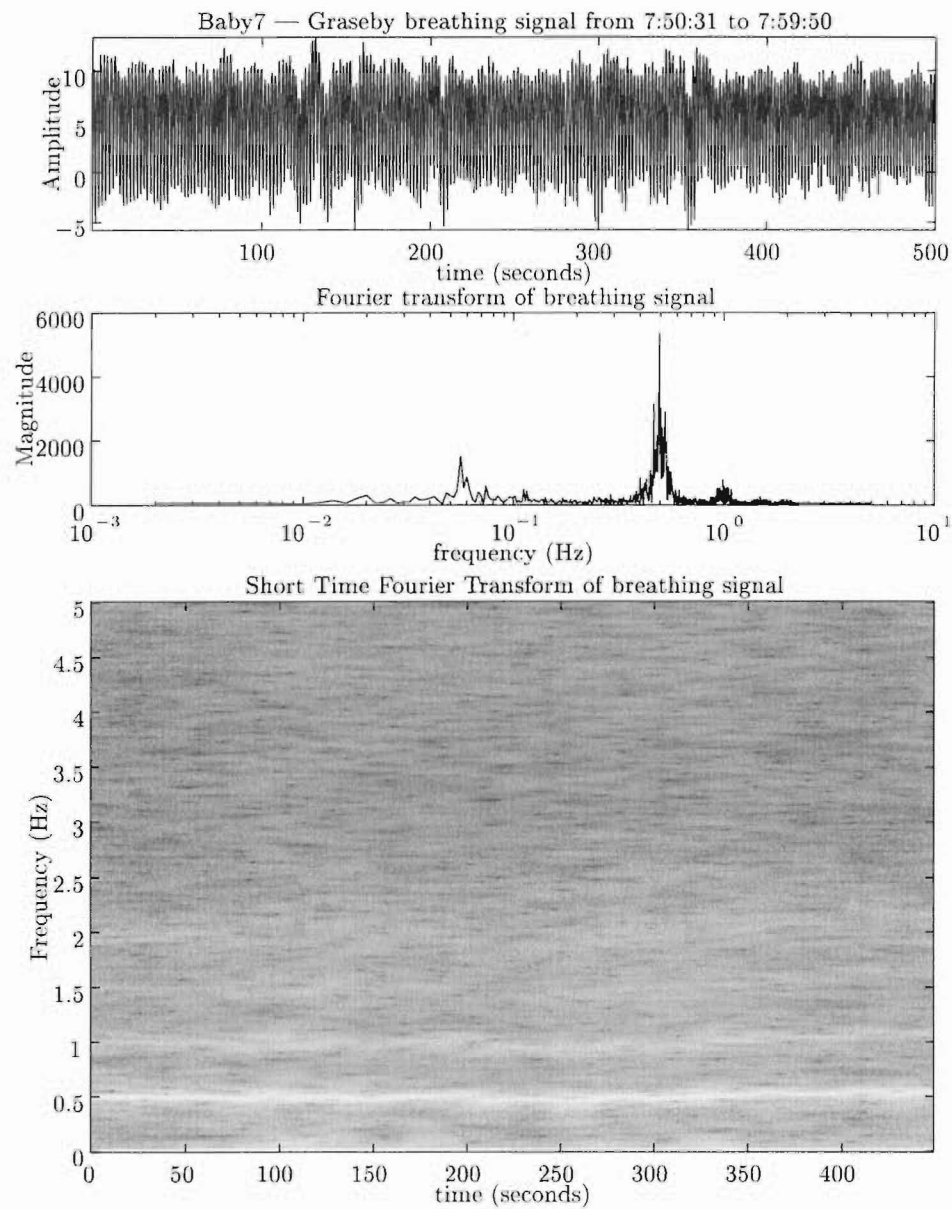 Baby7 — Graseby breathing signal from 7:50:31 to 7:59:50
Amplitude
10
5
0
−5
100 200 300 400 500
time (seconds)
Fourier transform of breathing signal
Magnitude
6000
4000
2000
0
10⁻³ 10⁻² 10⁻¹ 10⁰ 10¹
frequency (Hz)
Short Time Fourier Transform of breathing signal
Frequency (Hz)
5
4.5
4
3.5
3
2.5
2
1.5
1
0.5
0
0 50 100 150 200 250 300 350 400
time (seconds)